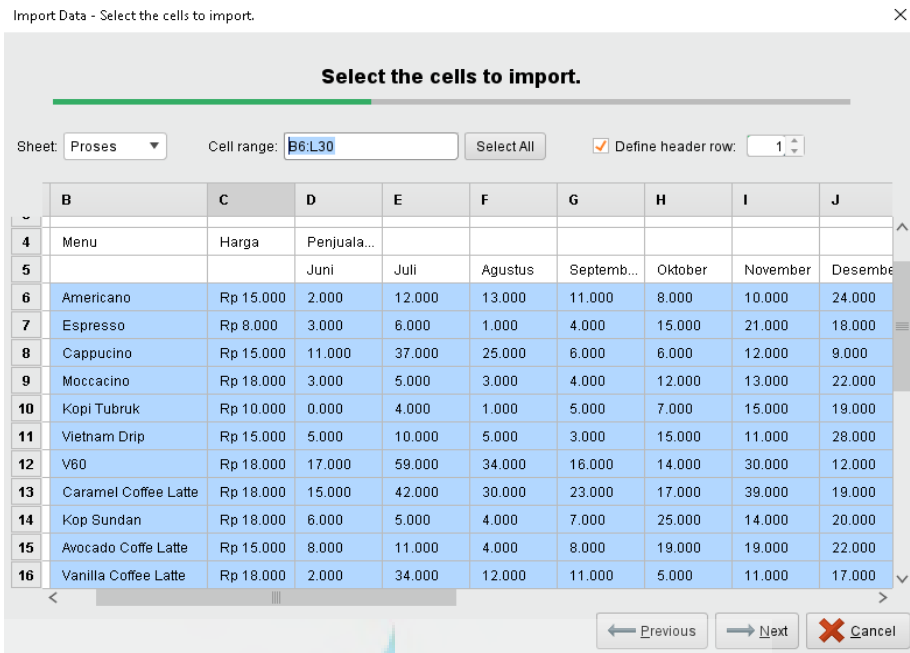 Import Data - Select the cells to import.
Select the cells to import.
Sheet: Proses Cell range: B6:L30 Select All Define header row: 1
B C D E F G H I J
4 Menu Harga Penjuala...
5 Juni Juli Agustus Septemb... Oktober November Desembe
6 Americano Rp 15.000 2.000 12.000 13.000 11.000 8.000 10.000 24.000
7 Espresso Rp 8.000 3.000 6.000 1.000 4.000 15.000 21.000 18.000
8 Cappucino Rp 15.000 11.000 37.000 25.000 6.000 6.000 12.000 9.000
9 Moccacino Rp 18.000 3.000 5.000 3.000 4.000 12.000 13.000 22.000
10 Kopi Tubruk Rp 10.000 0.000 4.000 1.000 5.000 7.000 15.000 19.000
11 Vietnam Drip Rp 15.000 5.000 10.000 5.000 3.000 15.000 11.000 28.000
12 V60 Rp 18.000 17.000 59.000 34.000 16.000 14.000 30.000 12.000
13 Caramel Coffee Latte Rp 18.000 15.000 42.000 30.000 23.000 17.000 39.000 19.000
14 Kop Sundan Rp 18.000 6.000 5.000 4.000 7.000 25.000 14.000 20.000
15 Avocado Coffe Latte Rp 15.000 8.000 11.000 4.000 8.000 19.000 19.000 22.000
16 Vanilla Coffee Latte Rp 18.000 2.000 34.000 12.000 11.000 5.000 11.000 17.000
Previous Next Cancel